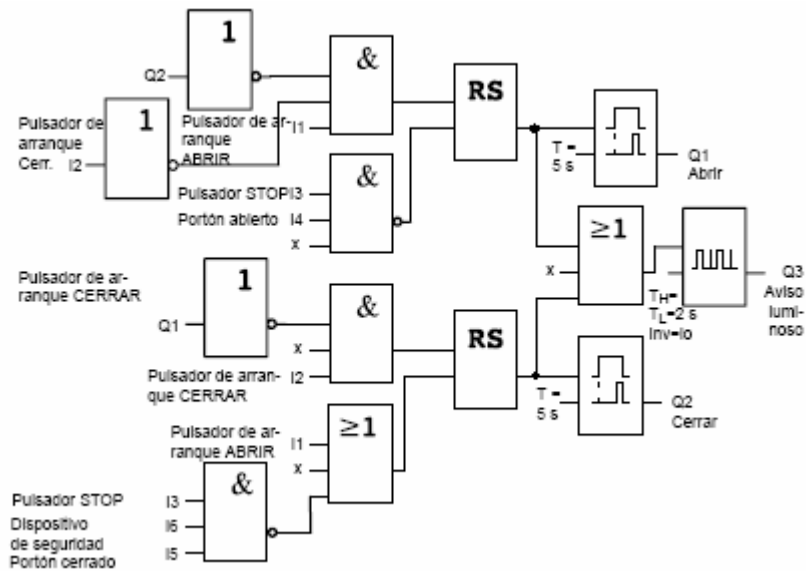 1
Q2
Pulsador de
arranque
Cerr.
I2
1
Pulsador de ar-
ranque
ABRIR
I1
&
RS
T =
5 s
Q1
Abrir
Pulsador STOP
I3
Portón abierto
I4
x
&
≥1
x
Q3
Aviso
lumi-
noso
TH=
TL=2 s
Inv=lo
Pulsador de ar-
ranque CERRAR
Q1
1
&
x
I2
Pulsador de arran-
que CERRAR
RS
T =
5 s
Q2
Cerrar
Pulsador de ar-
ranque ABRIR
I1
x
≥1
Pulsador STOP
I3
Dispositivo
de seguridad
I6
Portón cerrado
I5
&